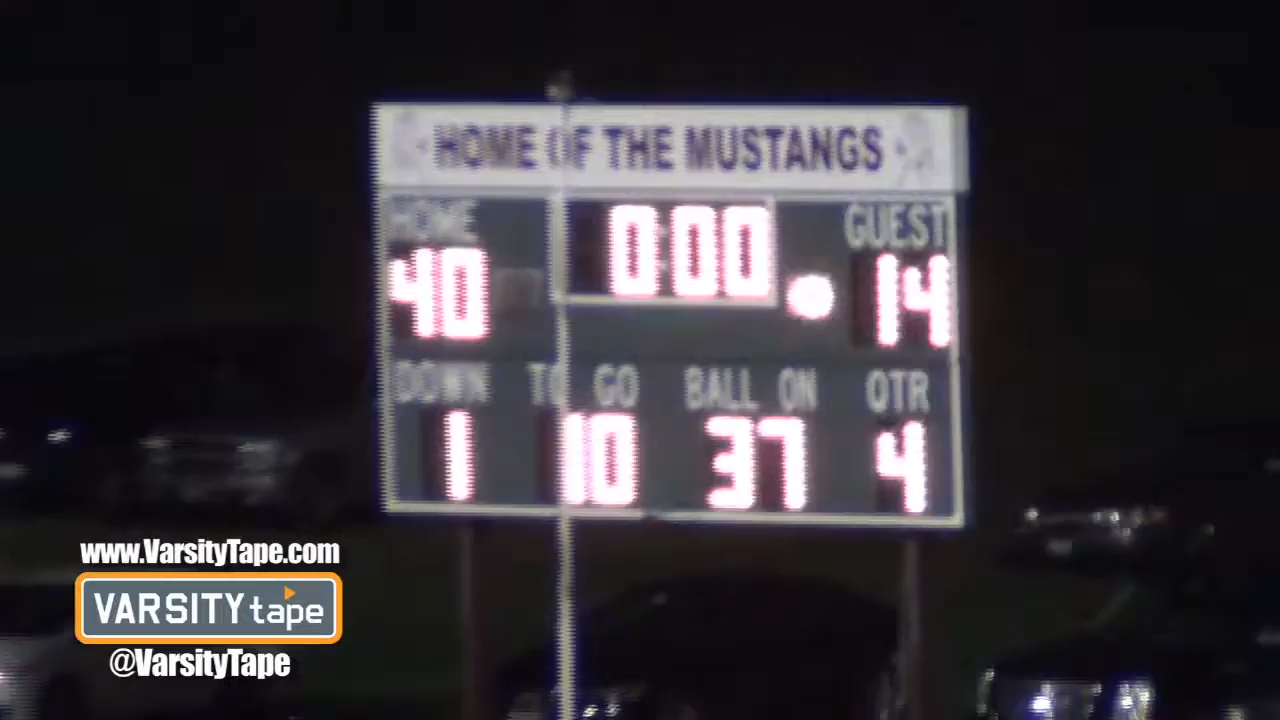 HOME OF THE MUSTANGS
HOME 0:00 GUEST
40 14
DOWN TO GO BALL ON QTR
1 10 37 4
www.VarsityTape.com
VARSITY tape
@VarsityTape